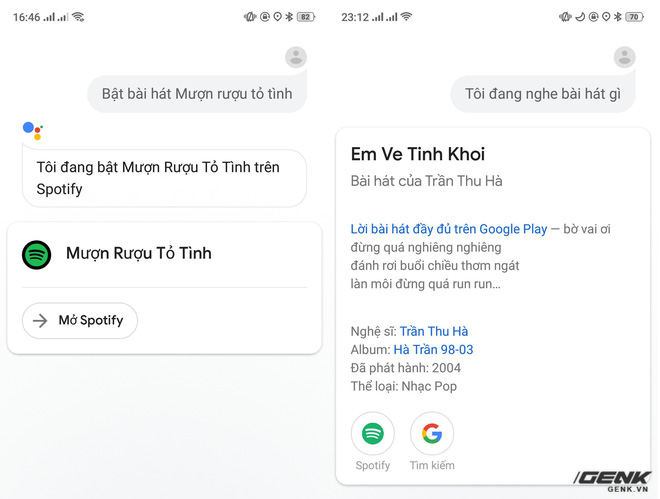 16:46
82
Bật bài hát Mượn rượu tỏ tình
Tôi đang bật Mượn Rượu Tỏ Tình trên
Spotify
Mượn Rượu Tỏ Tình
Mở Spotify
23:12
70
Tôi đang nghe bài hát gì
Em Ve Tinh Khoi
Bài hát của Trần Thu Hà
Lời bài hát đầy đủ trên Google Play — bờ vai ơi
đừng quá nghiêng nghiêng
đánh rơi buổi chiều thơm ngát
làn môi đừng quá run run...
Nghệ sĩ: Trần Thu Hà
Album: Hà Trần 98-03
Đã phát hành: 2004
Thể loại: Nhạc Pop
Spotify
Tìm kiếm
GENK
GENK.VN